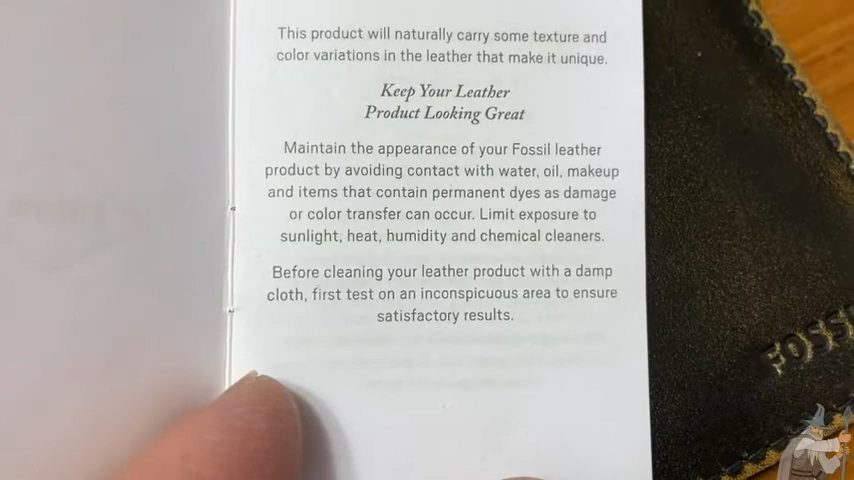 This product will naturally carry some texture and
color variations in the leather that make it unique.
Keep Your Leather
Product Looking Great
Maintain the appearance of your Fossil leather
product by avoiding contact with water, oil, makeup
and items that contain permanent dyes as damage
or color transfer can occur. Limit exposure to
sunlight, heat, humidity and chemical cleaners.
Before cleaning your leather product with a damp
cloth, first test on an inconspicuous area to ensure
satisfactory results.
FOSSI